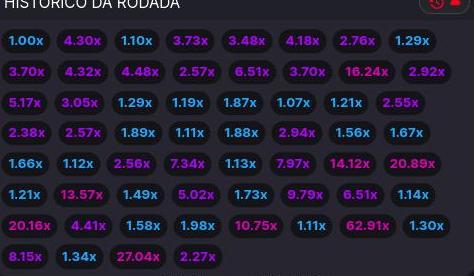 HISTÓRICO DA RODADA
1.00x 4.30x 1.10x 3.73x 3.48x 4.18x 2.76x 1.29x
3.70x 4.32x 4.48x 2.57x 6.51x 3.70x 16.24x 2.92x
5.17x 3.05x 1.29x 1.19x 1.87x 1.07x 1.21x 2.55x
2.38x 2.57x 1.89x 1.11x 1.88x 2.94x 1.56x 1.67x
1.66x 1.12x 2.56x 7.34x 1.13x 7.97x 14.12x 20.89x
1.21x 13.57x 1.49x 5.02x 1.73x 9.79x 6.51x 1.14x
20.16x 4.41x 1.58x 1.98x 10.75x 1.11x 62.91x 1.30x
8.15x 1.34x 27.04x 2.27x